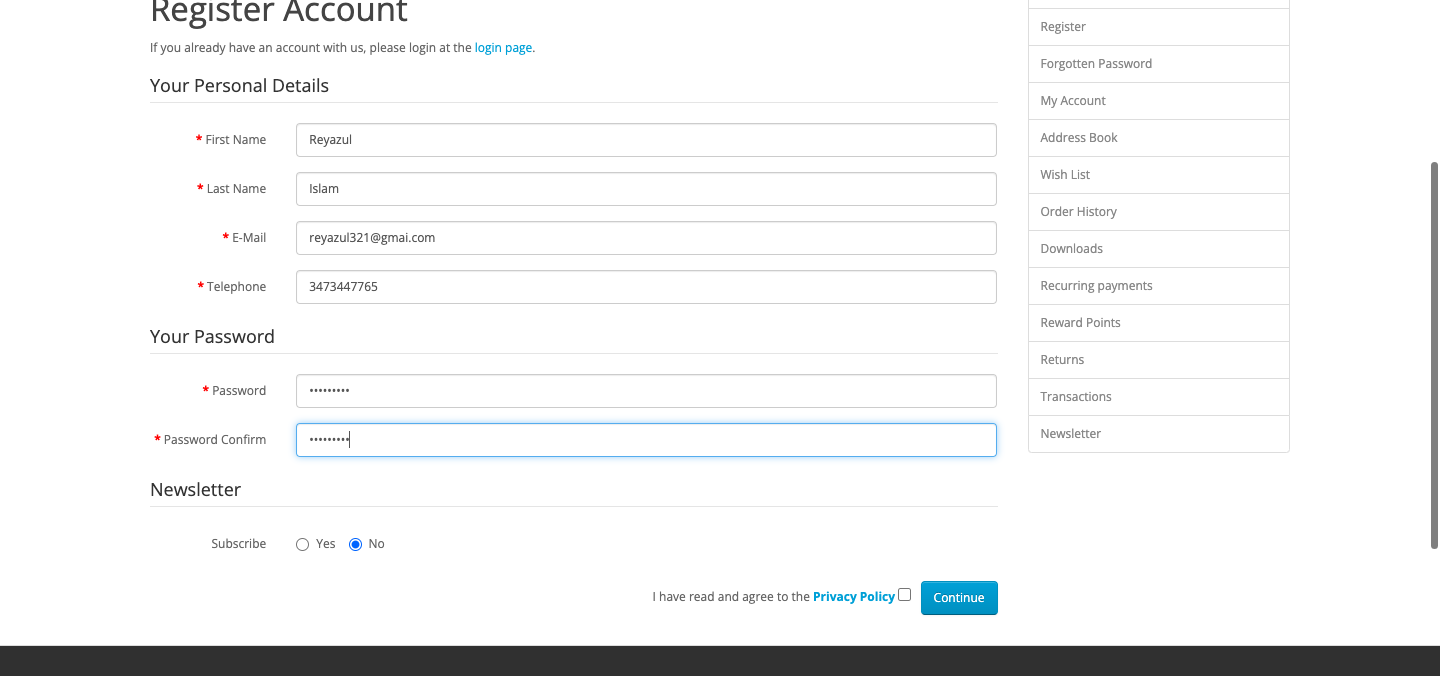 Register Account
If you already have an account with us, please login at the login page.
Your Personal Details
* First Name
Reyazul
* Last Name
Islam
* E-Mail
reyazul321@gmai.com
* Telephone
3473447765
Your Password
* Password
•••••••••
* Password Confirm
•••••••••
Newsletter
Subscribe
Yes No
I have read and agree to the Privacy Policy
Continue
Register
Forgotten Password
My Account
Address Book
Wish List
Order History
Downloads
Recurring payments
Reward Points
Returns
Transactions
Newsletter